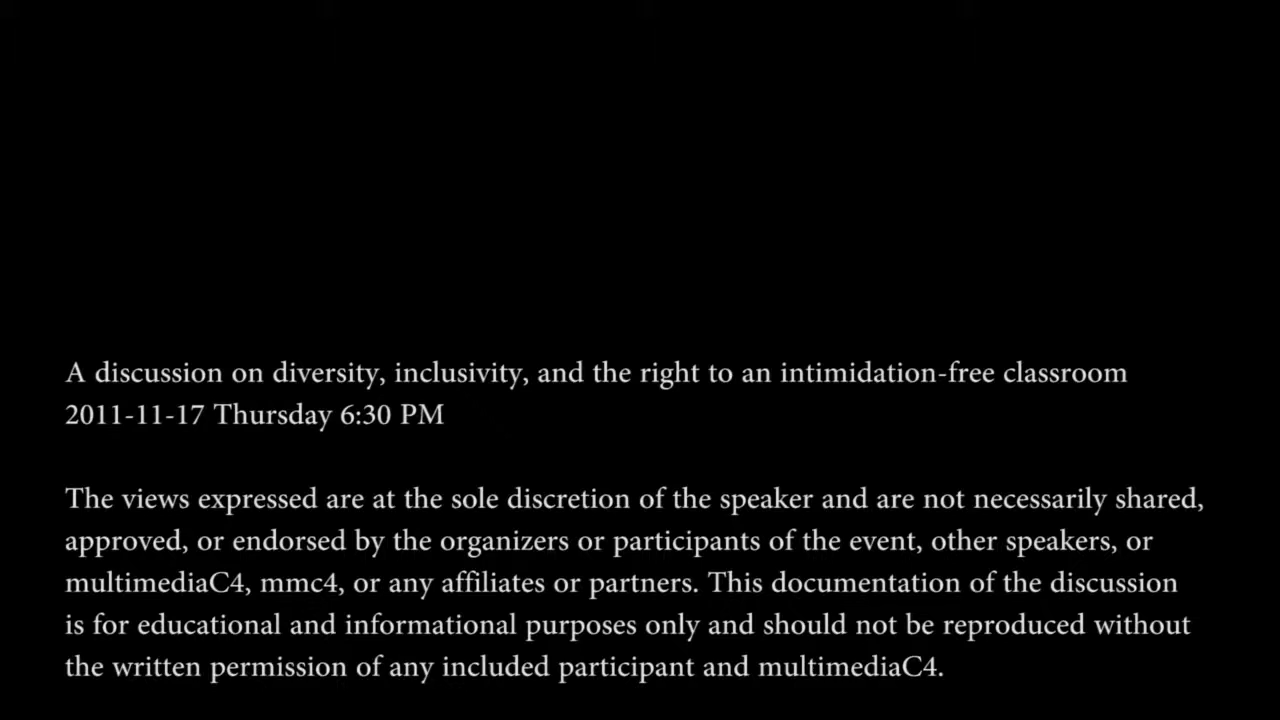 A discussion on diversity, inclusivity, and the right to an intimidation-free classroom
2011-11-17 Thursday 6:30 PM
The views expressed are at the sole discretion of the speaker and are not necessarily shared,
approved, or endorsed by the organizers or participants of the event, other speakers, or
multimediaC4, mmc4, or any affiliates or partners. This documentation of the discussion
is for educational and informational purposes only and should not be reproduced without
the written permission of any included participant and multimediaC4.